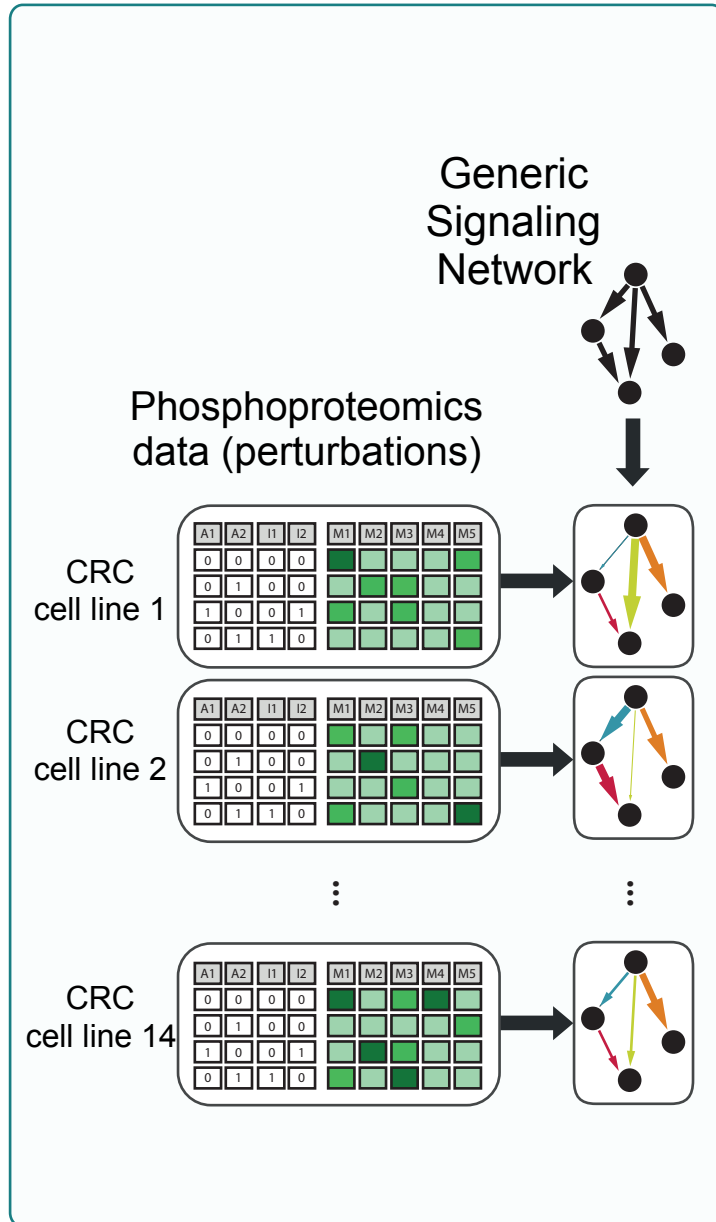 Generic
Signaling
Network
Phosphoproteomics
data (perturbations)
CRC
cell line 1
A1 A2 I1 I2 M1 M2 M3 M4 M5
0 0 0 0
0 1 0 0
1 0 0 1
0 1 1 0
CRC
cell line 2
A1 A2 I1 I2 M1 M2 M3 M4 M5
0 0 0 0
0 1 0 0
1 0 0 1
0 1 1 0
...
...
CRC
cell line 14
A1 A2 I1 I2 M1 M2 M3 M4 M5
0 0 0 0
0 1 0 0
1 0 0 1
0 1 1 0